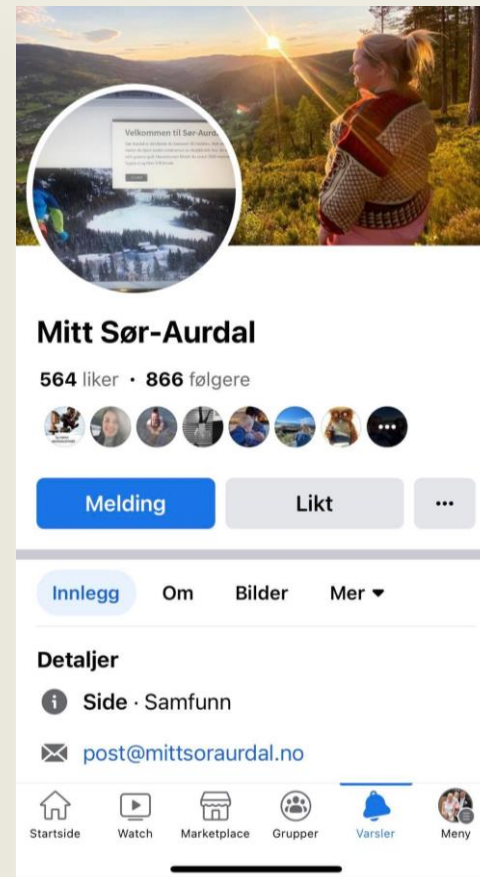 Velkommen til Sør-Aurd
Mitt Sør-Aurdal
564 liker · 866 følgere
Melding
Likt
Innlegg Om Bilder Mer
Detaljer
Side · Samfunn
post@mittsoraurdal.no
Startside Watch Marketplace Grupper Varsler Meny